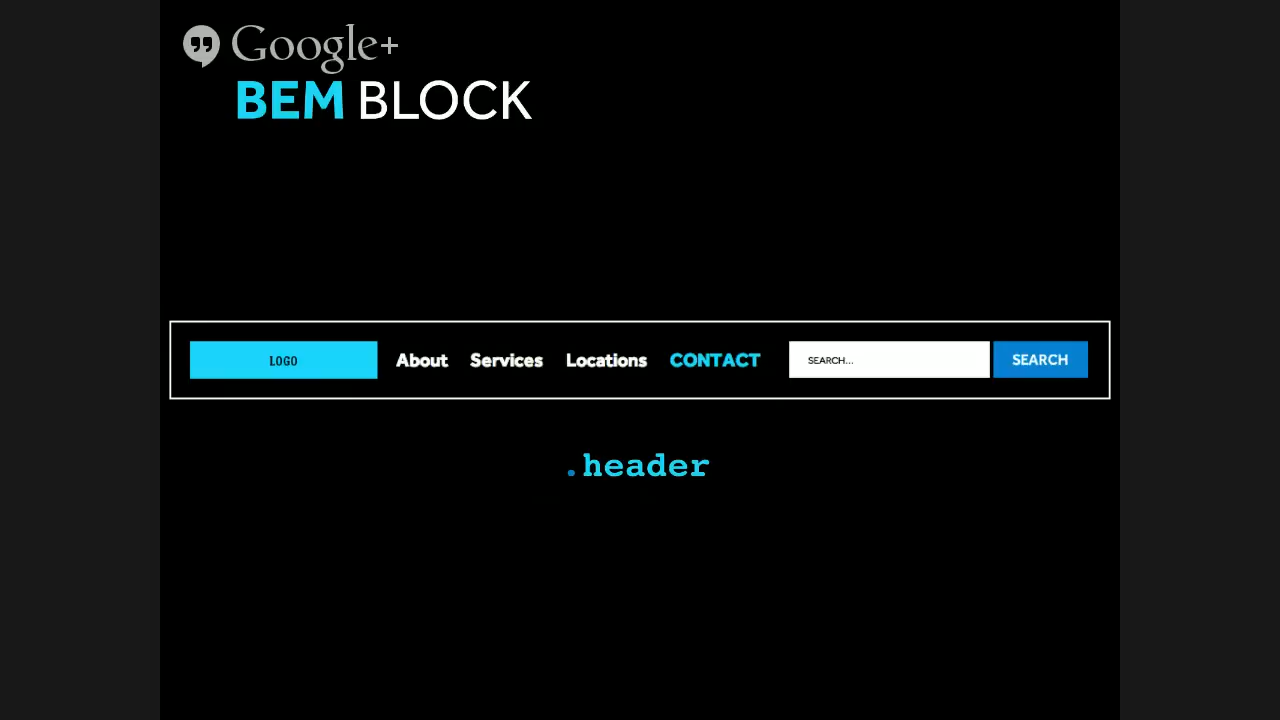 Google+
BEM BLOCK
LOGO About Services Locations CONTACT SEARCH... SEARCH
.header